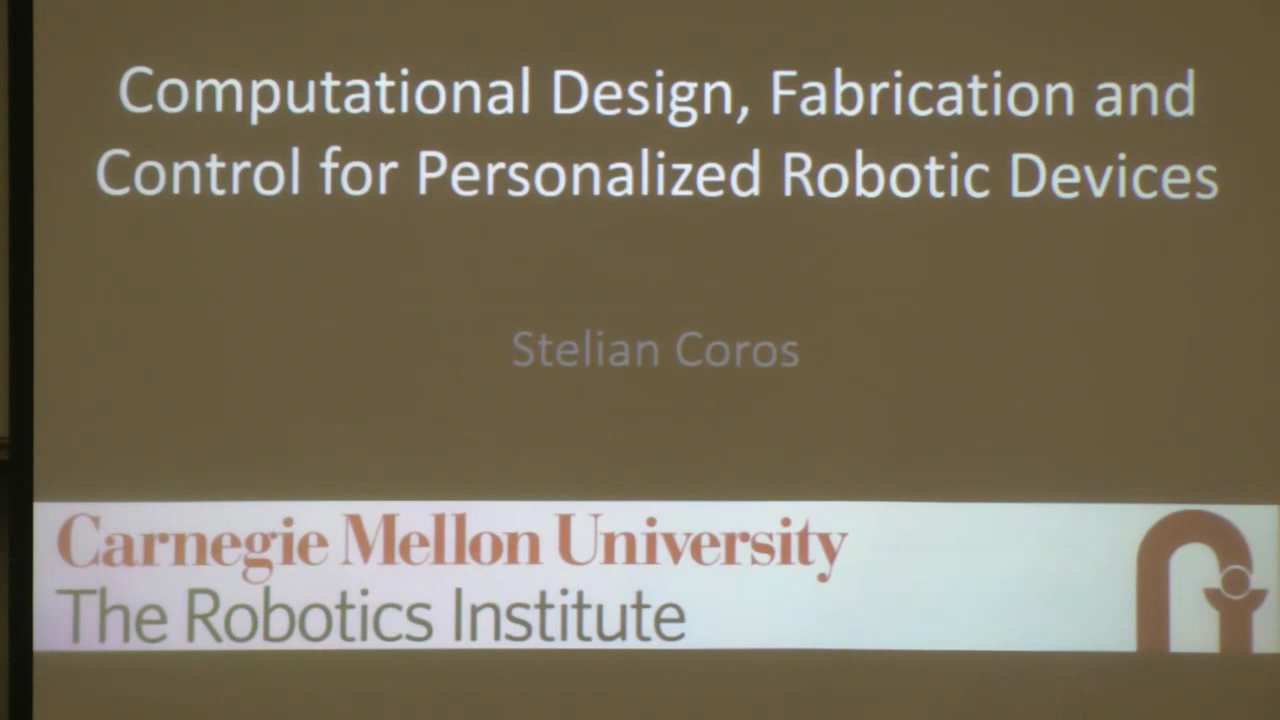 Computational Design, Fabrication and
Control for Personalized Robotic Devices
Stelian Coros
Carnegie Mellon University
The Robotics Institute